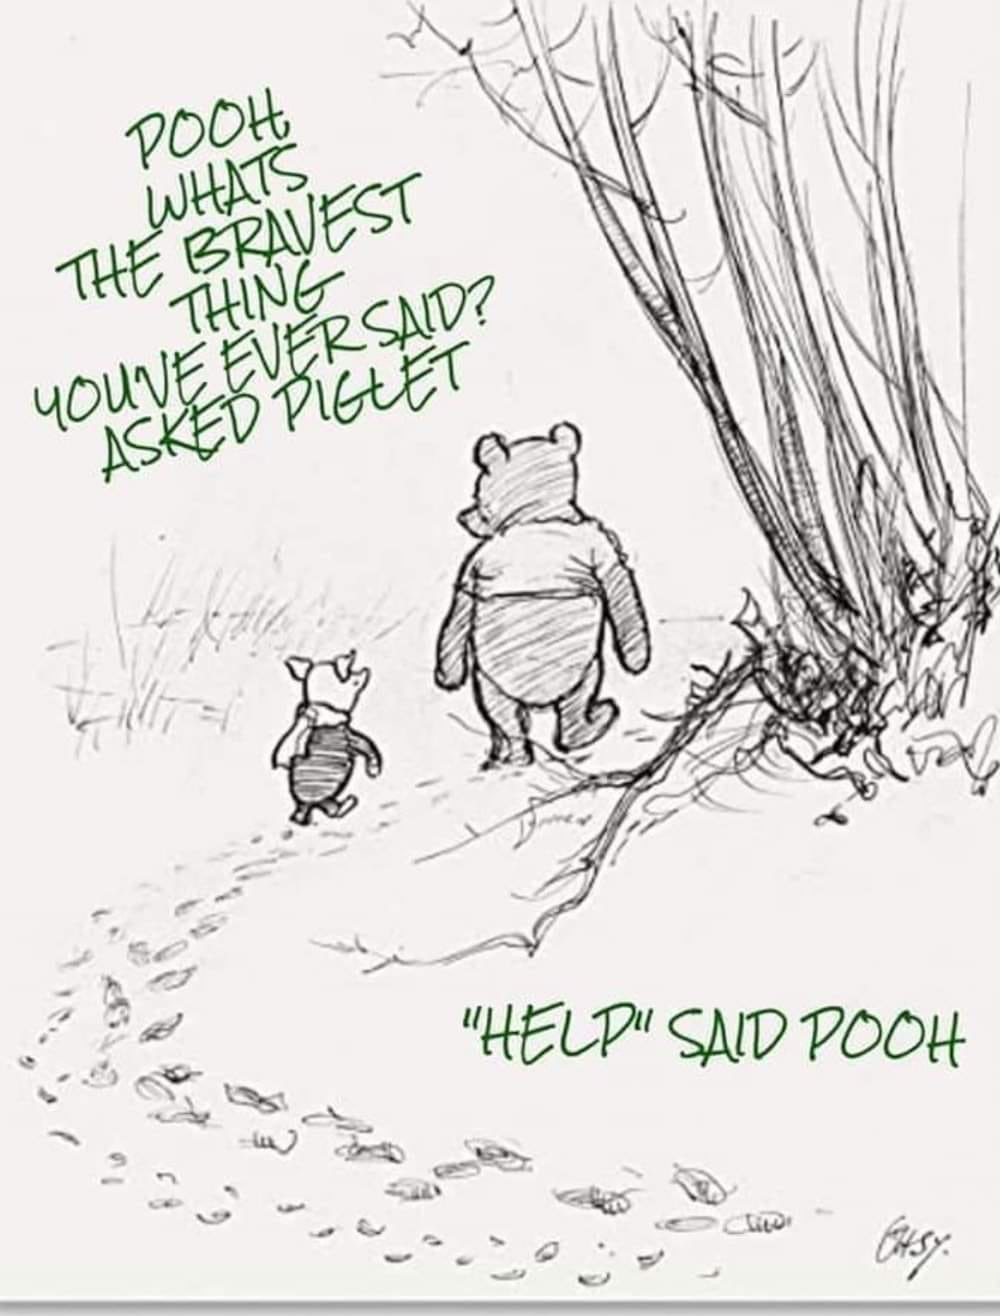 POOH,
WHATS
THE BRAVEST
THING
YOU'VE EVER SAID?
ASKED PIGLET
"HELP" SAID POOH